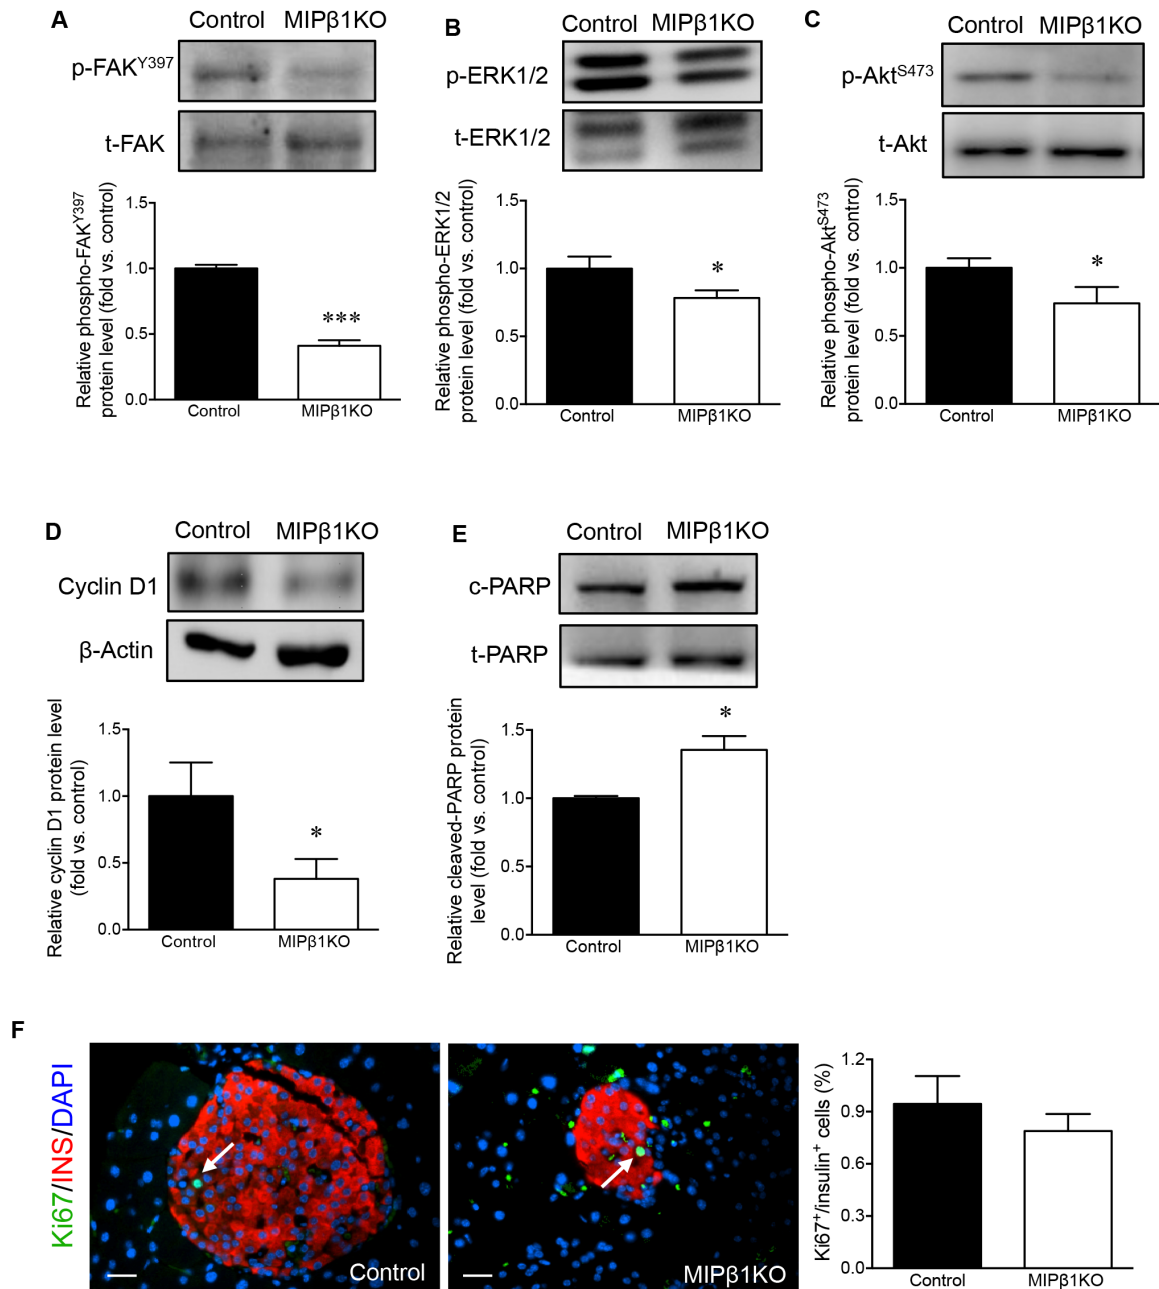 A
Control MIPβ1KO
p-FAKY397
t-FAK
Relative phospho-FAKY397
protein level (fold vs. control)
1.5
1.0
0.5
0.0
***
Control MIPβ1KO
B
Control MIPβ1KO
p-ERK1/2
t-ERK1/2
Relative phospho-ERK1/2
protein level (fold vs. control)
1.5
1.0
0.5
0.0
*
Control MIPβ1KO
C
Control MIPβ1KO
p-AktS473
t-Akt
Relative phospho-AktS473
protein level (fold vs. control)
1.5
1.0
0.5
0.0
*
Control MIPβ1KO
D
Control MIPβ1KO
Cyclin D1
β-Actin
Relative cyclin D1 protein level
(fold vs. control)
1.5
1.0
0.5
0.0
*
Control MIPβ1KO
E
Control MIPβ1KO
c-PARP
t-PARP
Relative cleaved-PARP protein
level (fold vs. control)
1.5
1.0
0.5
0.0
*
Control MIPβ1KO
F
Ki67/INS/DAPI
Control
MIPβ1KO
Ki67+/insulin+ cells (%)
1.2
0.9
0.6
0.3
0.0
Control MIPβ1KO